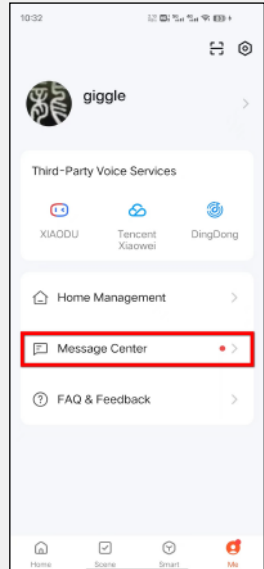 10:32
giggle
Third-Party Voice Services
XIAODU
Tencent
Xiaowei
DingDong
Home Management
Message Center
FAQ & Feedback
Home
Scene
Smart
Me